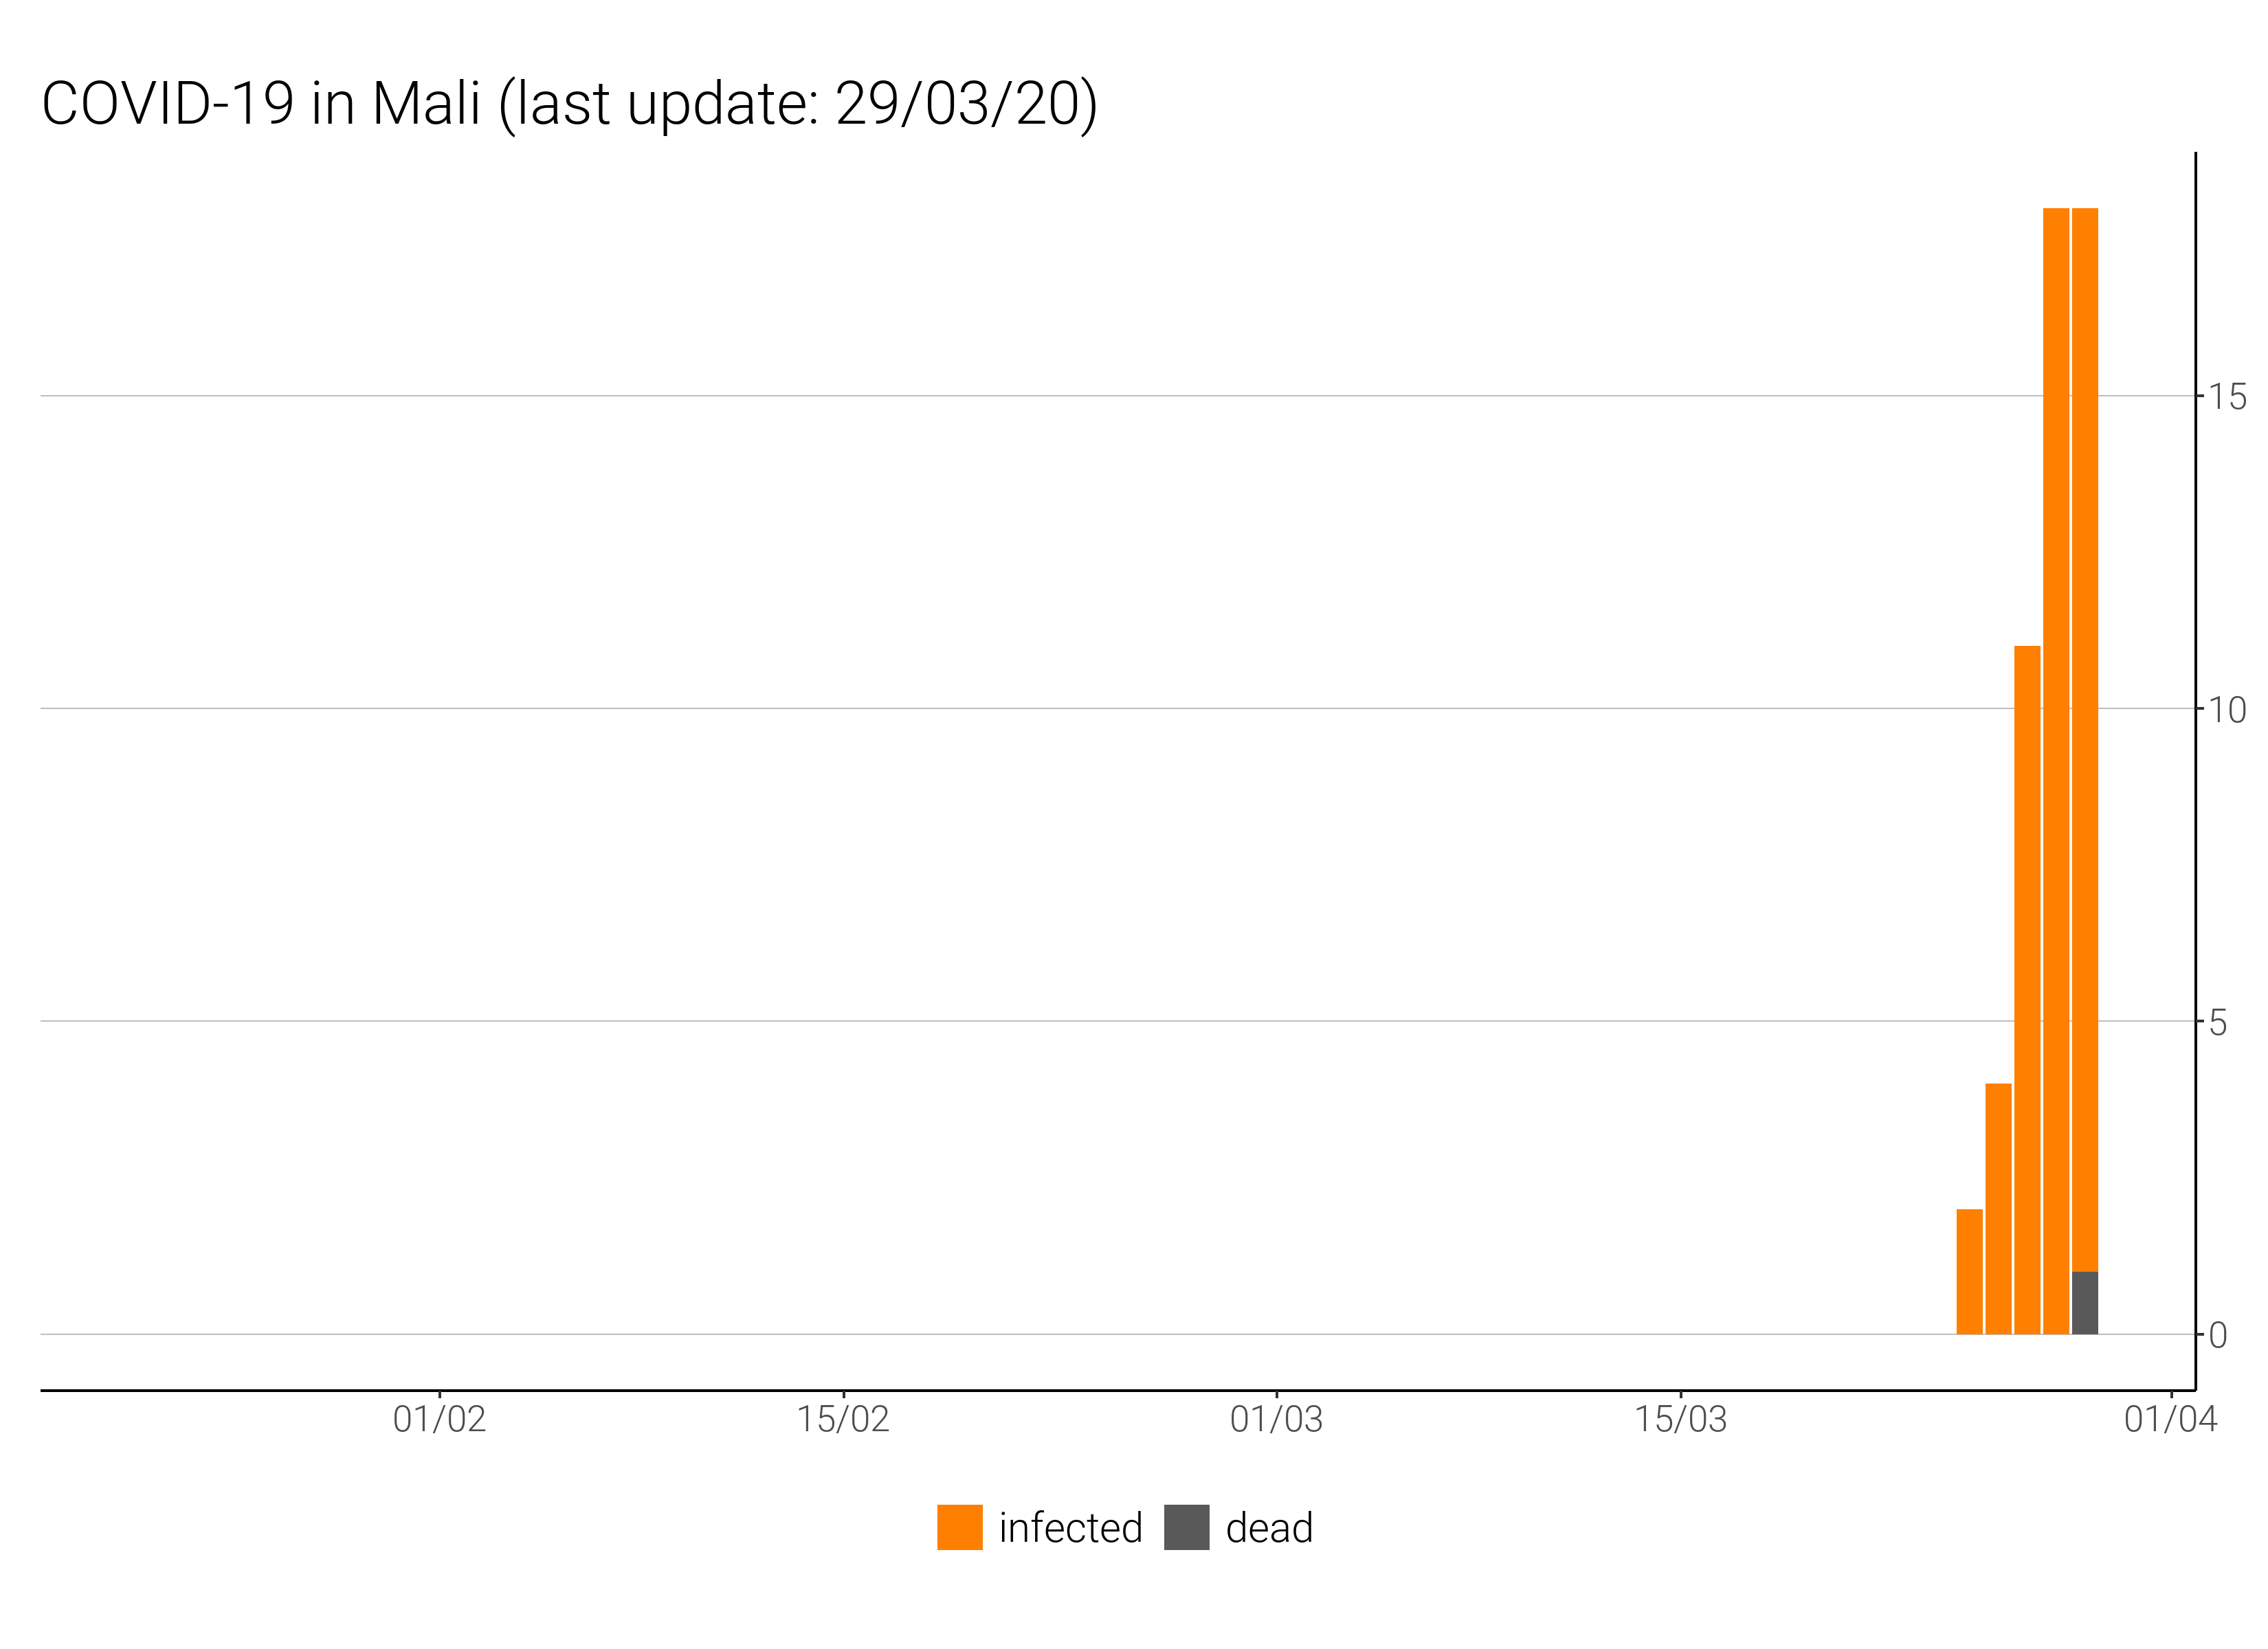 COVID-19 in Mali (last update: 29/03/20)
15
10
5
0
01/02 15/02 01/03 15/03 01/04
infected dead